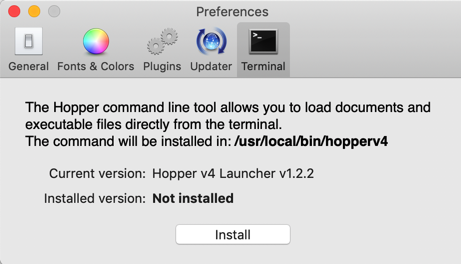 Preferences
General Fonts & Colors Plugins Updater Terminal
The Hopper command line tool allows you to load documents and
executable files directly from the terminal.
The command will be installed in: /usr/local/bin/hopperv4
Current version: Hopper v4 Launcher v1.2.2
Installed version: Not installed
Install